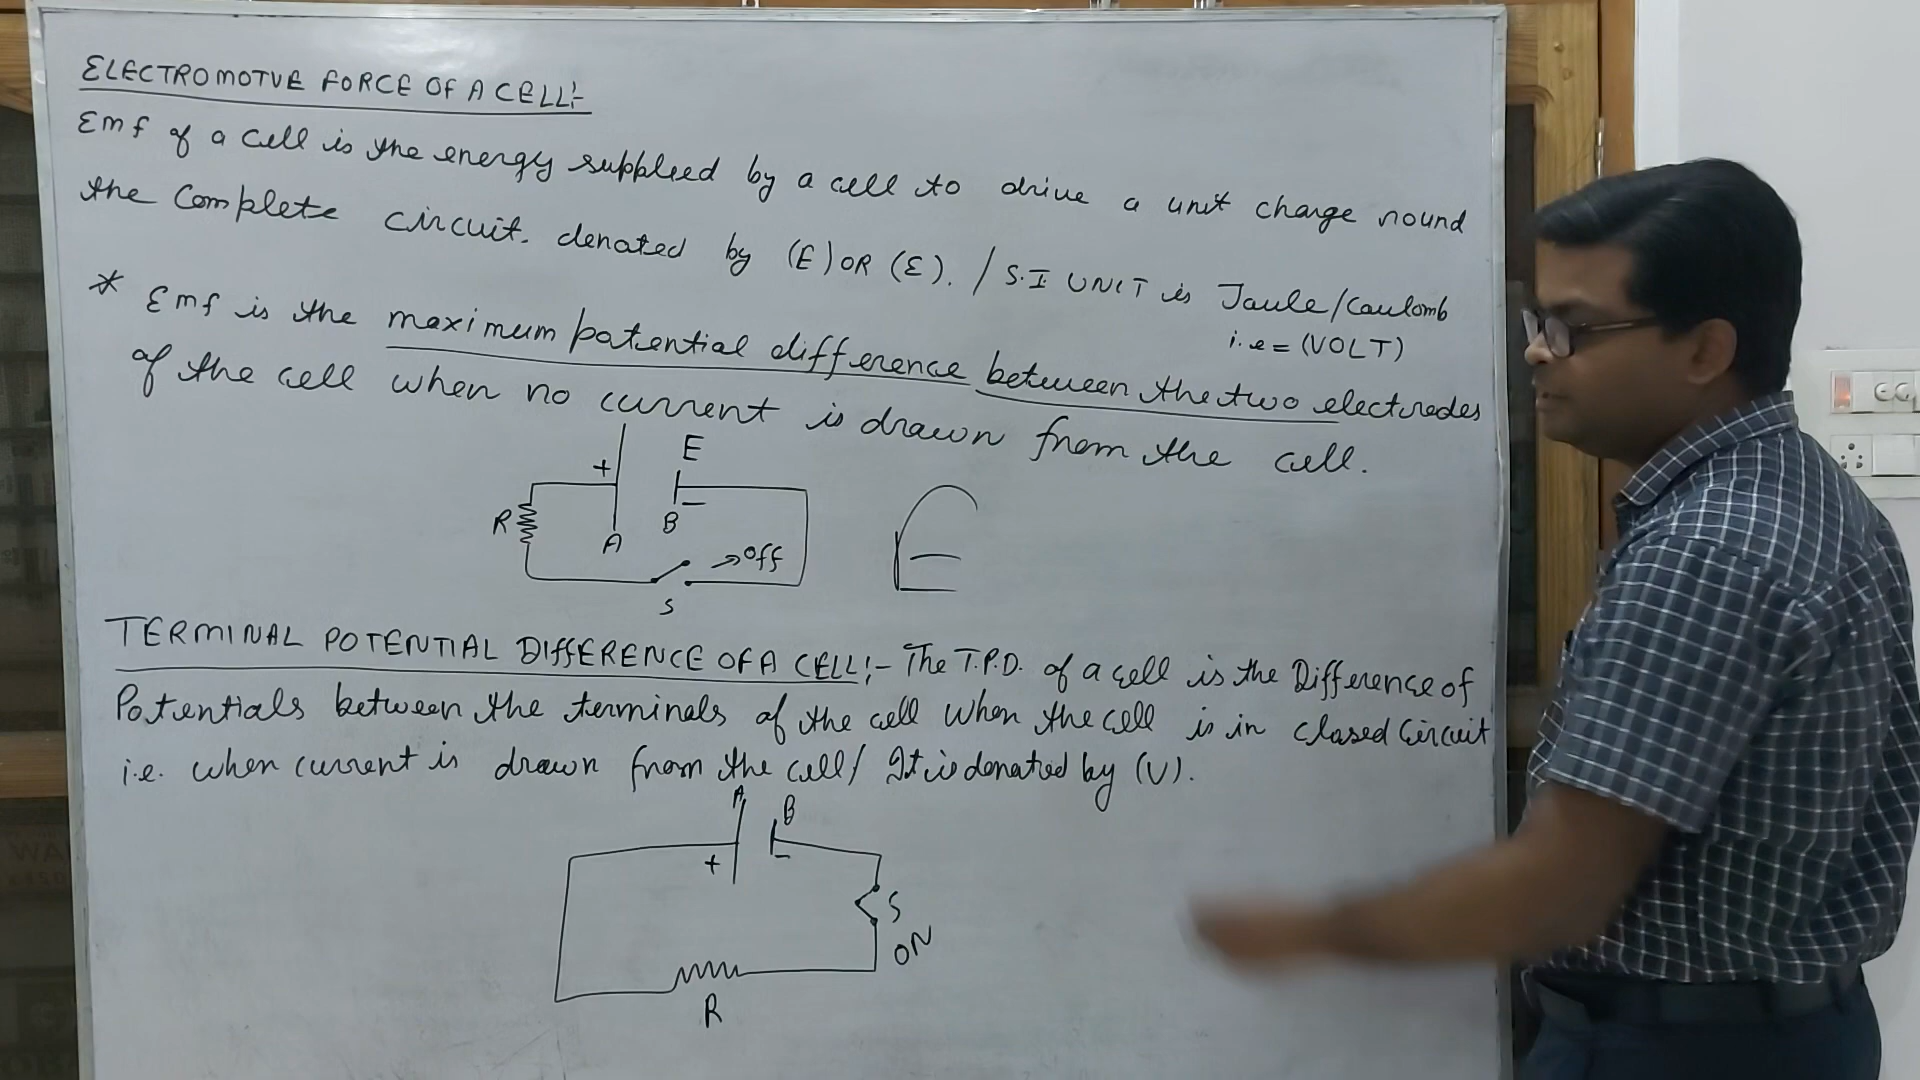 ELECTROMOTVE FORCE OF A CELL:-
Emf of a cell is the energy supplied by a cell to drive a unit charge round
the Complete circuit. denated by (E) OR (ε). / S.I UNIT is Joule/Coulomb
i.e = (VOLT)
* Emf is the maximum potential difference between the two electrodes
of the cell when no current is drawn from the cell.
+ E
R A B -
→ off
S
E
TERMINAL POTENTIAL DIFFERENCE OF A CELL:- The T.P.D. of a cell is the Difference of
Potentials between the terminals of the cell when the cell is in closed Circuit
i.e. when current is drawn from the cell/ It is denated by (V).
A B
+ -
S
ON
R